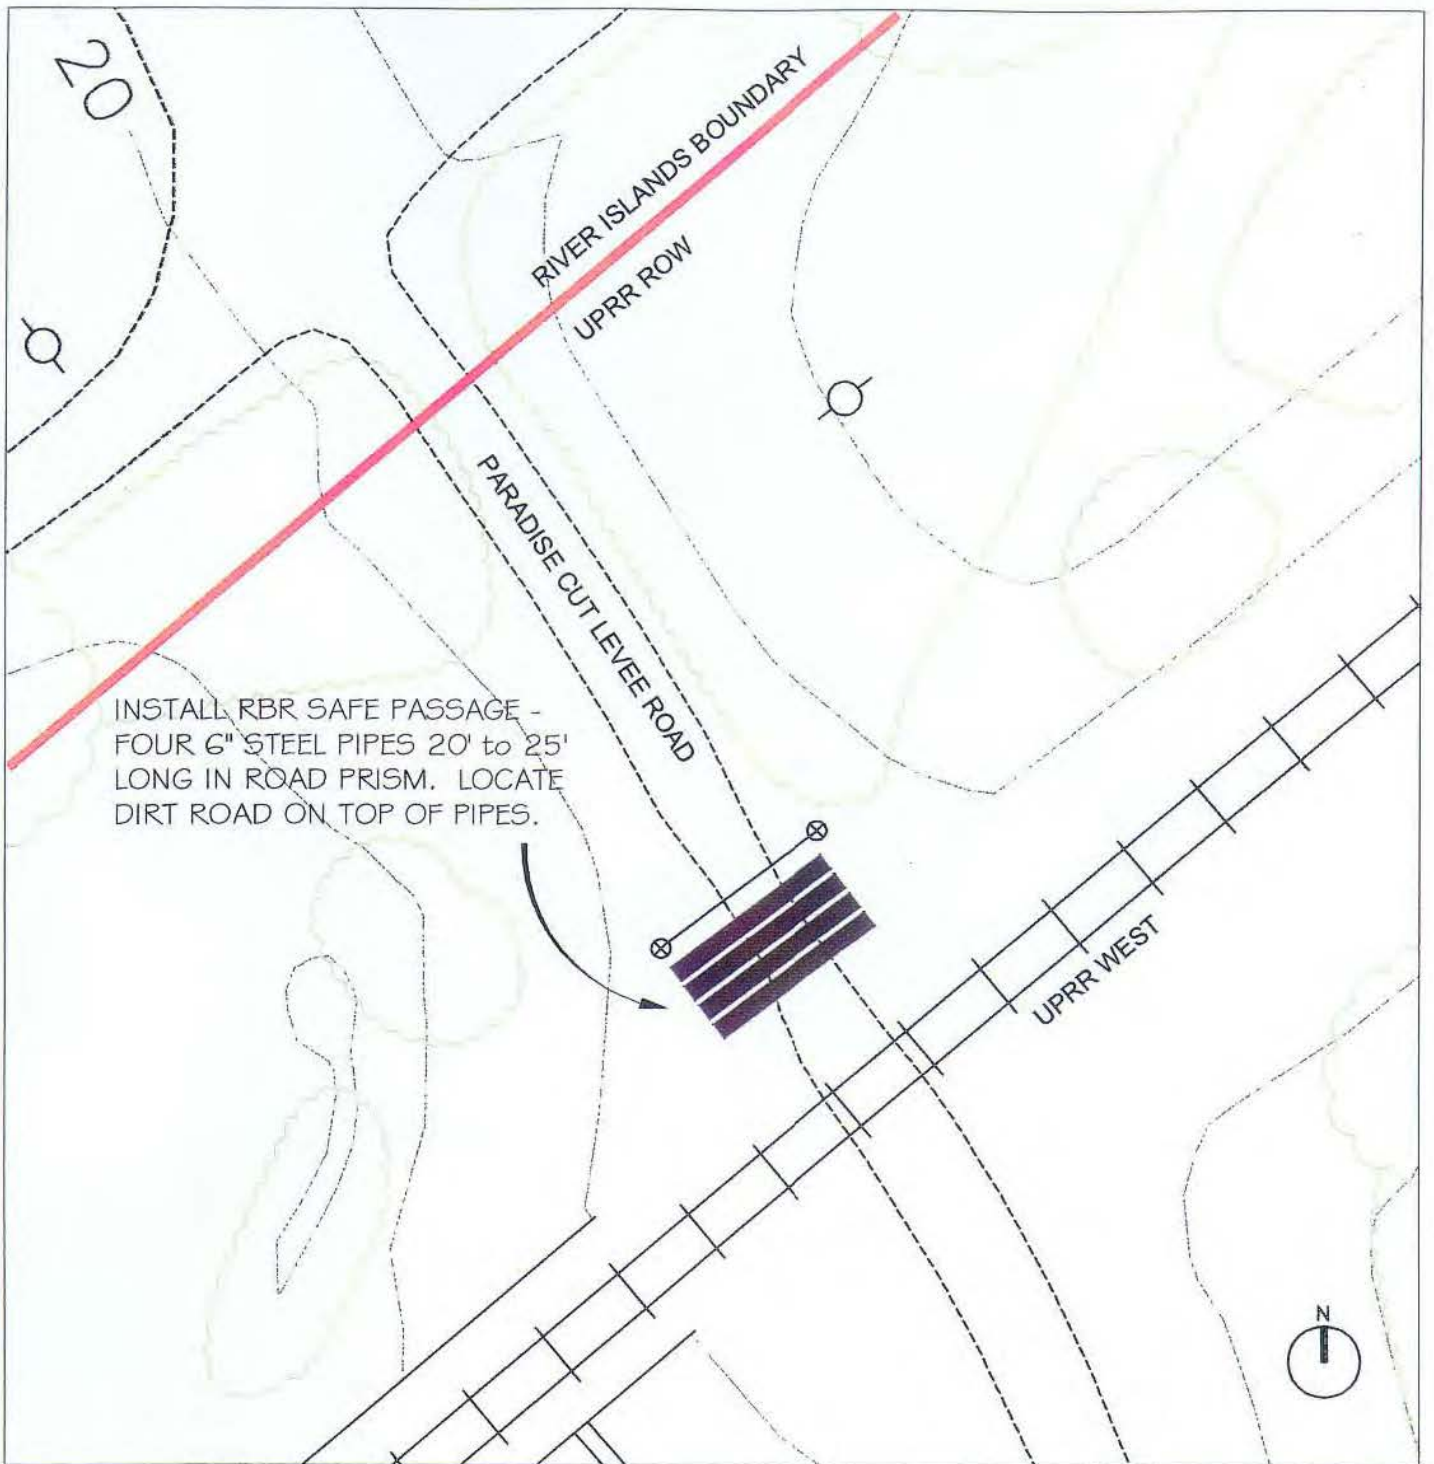 20
RIVER ISLANDS BOUNDARY
UPRR ROW
PARADISE CUT LEVEE ROAD
INSTALL RBR SAFE PASSAGE -
FOUR 6" STEEL PIPES 20' to 25'
LONG IN ROAD PRISM. LOCATE
DIRT ROAD ON TOP OF PIPES.
UPRR WEST
N